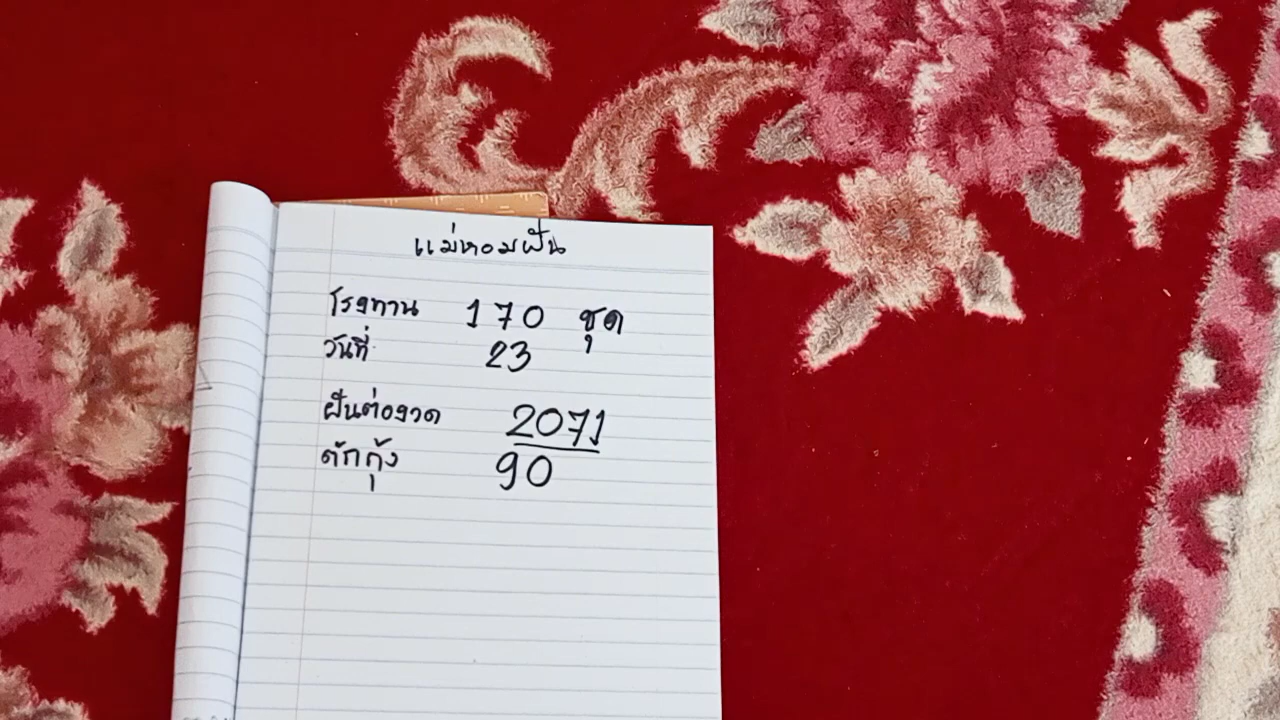 แม่หอมฝัน
โรงทาน 170 ชุด
วันที่ 23
ฝันต่องวด 2071
ตักกุ้ง 90